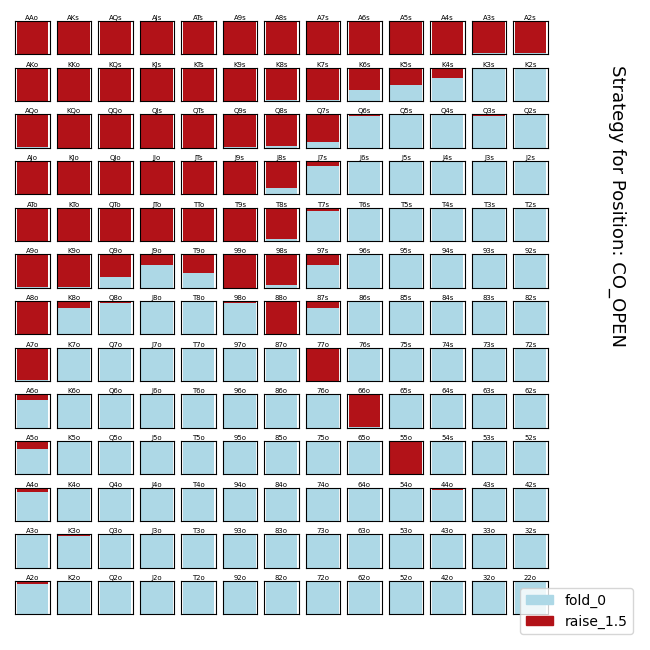 AAo AKs AQs AJs ATs A9s A8s A7s A6s A5s A4s A3s A2s
AKo KKo KQs KJs KTs K9s K8s K7s K6s K5s K4s K3s K2s
AQo KQo QQo QJs QTs Q9s Q8s Q7s Q6s Q5s Q4s Q3s Q2s
AJo KJo QJo JJo JTs J9s J8s J7s J6s J5s J4s J3s J2s
ATo KTo QTo JTo TTo T9s T8s T7s T6s T5s T4s T3s T2s
A9o K9o Q9o J9o T9o 99o 98s 97s 96s 95s 94s 93s 92s
A8o K8o Q8o J8o T8o 98o 88o 87s 86s 85s 84s 83s 82s
A7o K7o Q7o J7o T7o 97o 87o 77o 76s 75s 74s 73s 72s
A6o K6o Q6o J6o T6o 96o 86o 76o 66o 65s 64s 63s 62s
A5o K5o Q5o J5o T5o 95o 85o 75o 65o 55o 54s 53s 52s
A4o K4o Q4o J4o T4o 94o 84o 74o 64o 54o 44o 43s 42s
A3o K3o Q3o J3o T3o 93o 83o 73o 63o 53o 43o 33o 32s
A2o K2o Q2o J2o T2o 92o 82o 72o 62o 52o 42o 32o 22o
Strategy for Position: CO_OPEN
fold_0
raise_1.5